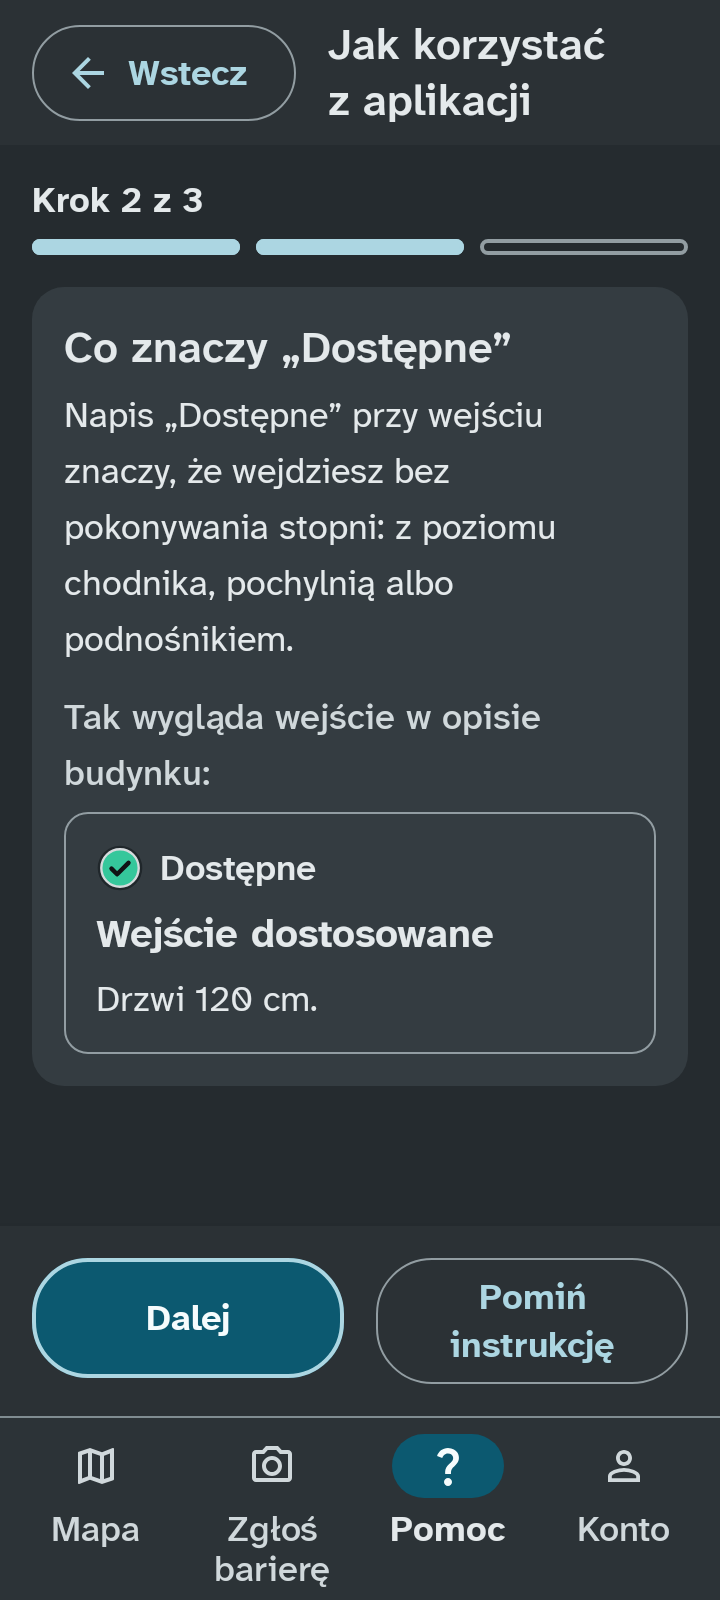 Wstecz
Jak korzystać
z aplikacji
Krok 2 z 3
Co znaczy „Dostępne”
Napis „Dostępne” przy wejściu
znaczy, że wejdziesz bez
pokonywania stopni: z poziomu
chodnika, pochylnią albo
podnośnikiem.
Tak wygląda wejście w opisie
budynku:
Dostępne
Wejście dostosowane
Drzwi 120 cm.
Dalej
Pomiń
instrukcję
Mapa
Zgłoś
barierę
Pomoc
Konto